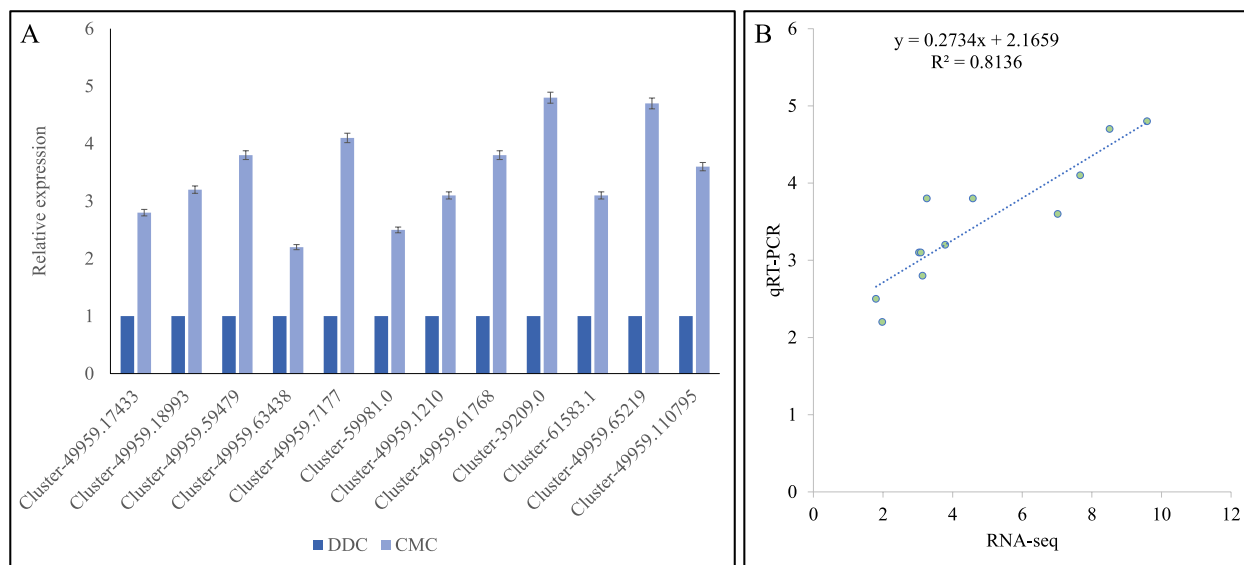 A
Relative expression
6
5
4
3
2
1
0
Cluster-49959.17433
Cluster-49959.18993
Cluster-49959.59479
Cluster-49959.63438
Cluster-49959.7177
Cluster-59981.0
Cluster-49959.1210
Cluster-49959.61768
Cluster-39209.0
Cluster-61583.1
Cluster-49959.65219
Cluster-49959.110795
DDC CMC
B
y = 0.2734x + 2.1659
R² = 0.8136
qRT-PCR
6
5
4
3
2
1
0
0 2 4 6 8 10 12
RNA-seq